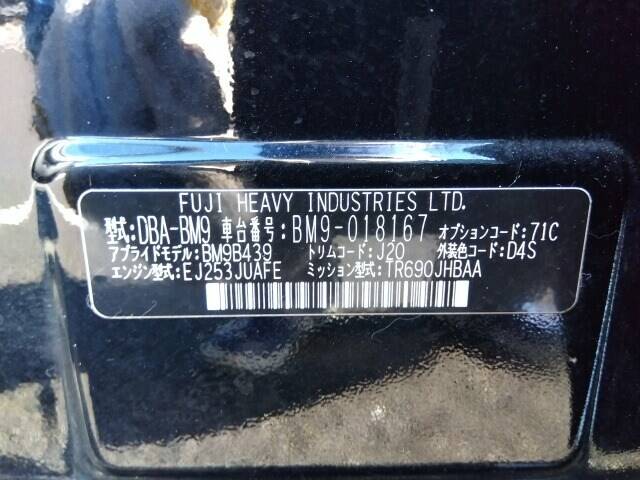 FUJI HEAVY INDUSTRIES LTD.
型式:DBA-BM9 車台番号:BM9-018167 オプションコード:71C
アプライドモデル:BM9B439 トリムコード:J20 外装色コード:D4S
エンジン型式:EJ253JUAFE ミッション型式:TR690JHBAA